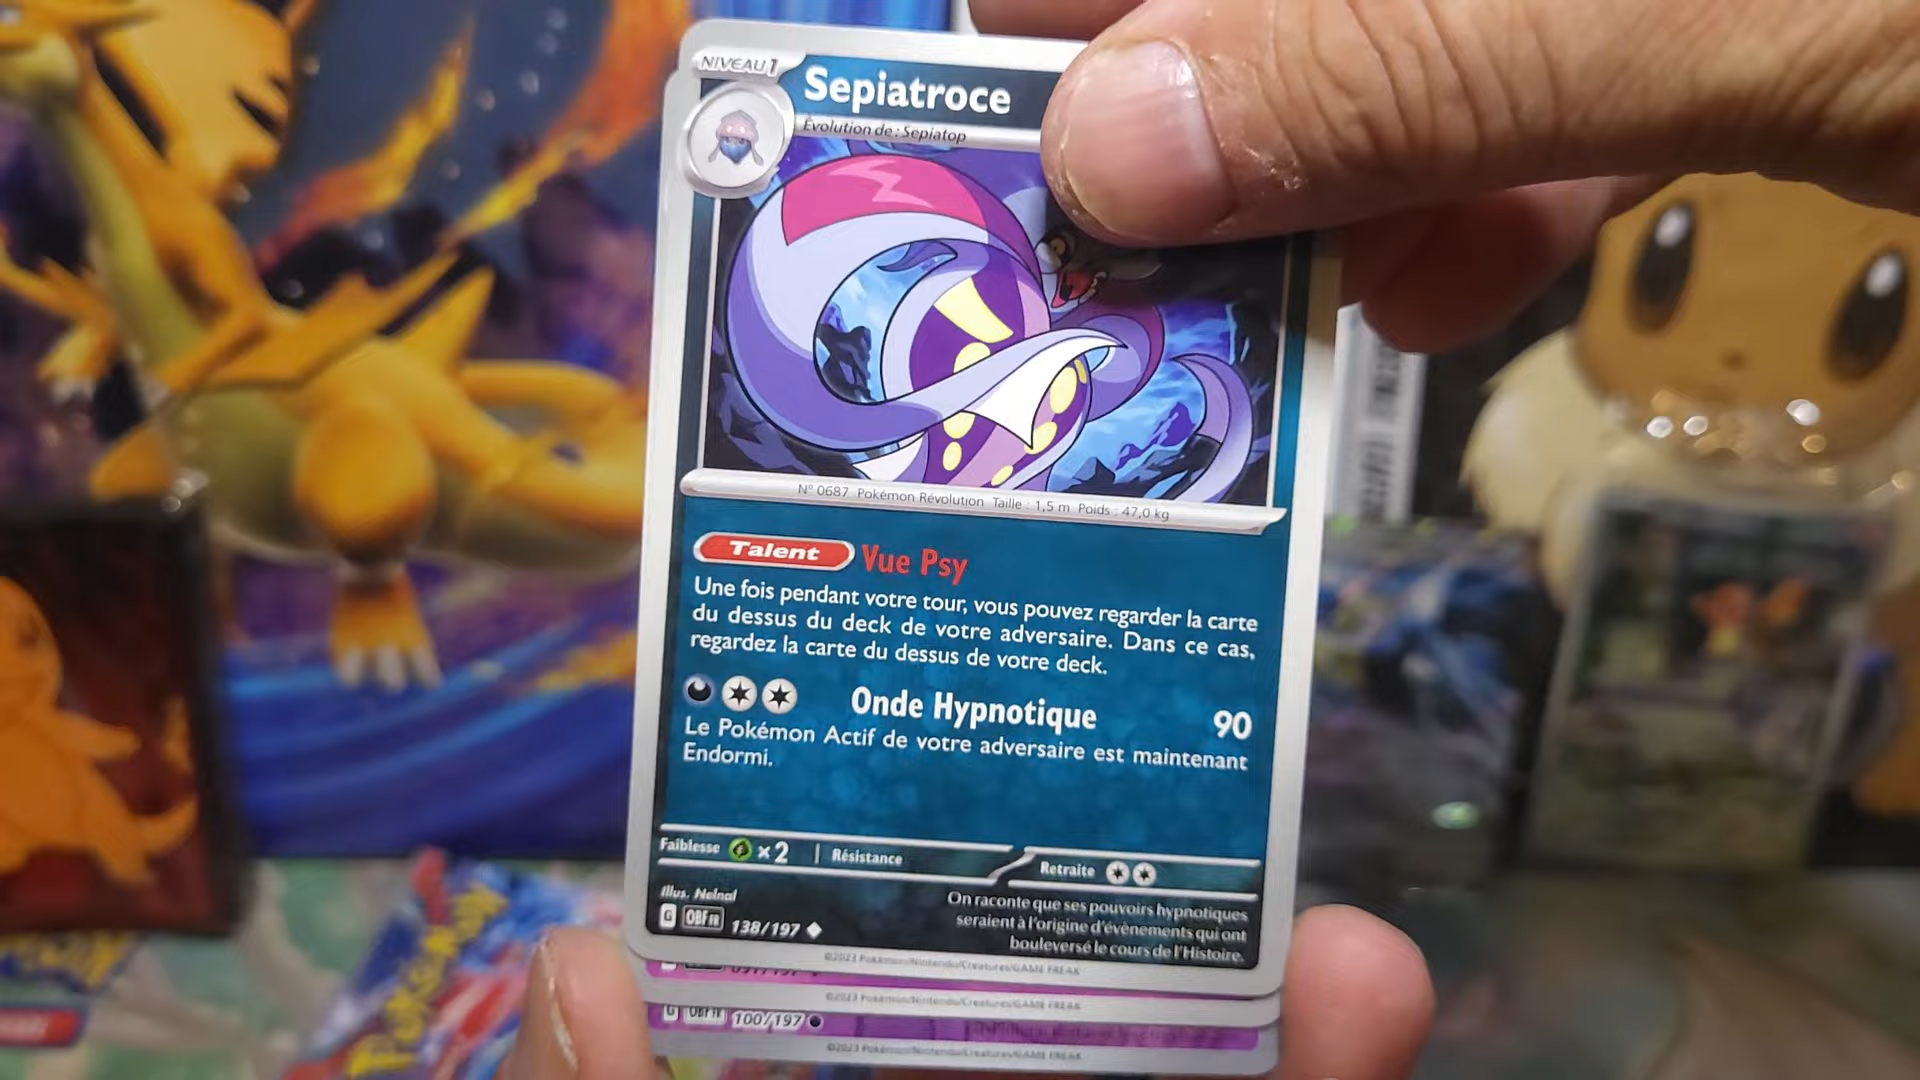 NIVEAU 1
Sepiatroce
Évolution de : Sepiatop
N° 0687 Pokémon Révolution Taille : 1,5 m Poids : 47,0 kg
Talent Vue Psy
Une fois pendant votre tour, vous pouvez regarder la carte
du dessus du deck de votre adversaire. Dans ce cas,
regardez la carte du dessus de votre deck.
Onde Hypnotique 90
Le Pokémon Actif de votre adversaire est maintenant
Endormi.
Faiblesse ×2 | Résistance
Retraite
Illus. Nelnal
G OBF FR 138/197
On raconte que ses pouvoirs hypnotiques
seraient à l'origine d'évènements qui ont
bouleversé le cours de l'Histoire.
©2023 Pokémon/Nintendo/Creatures/GAME FREAK
©2023 Pokémon/Nintendo/Creatures/GAME FREAK
G OBF FR 100/197
©2023 Pokémon/Nintendo/Creatures/GAME FREAK
Pokémon